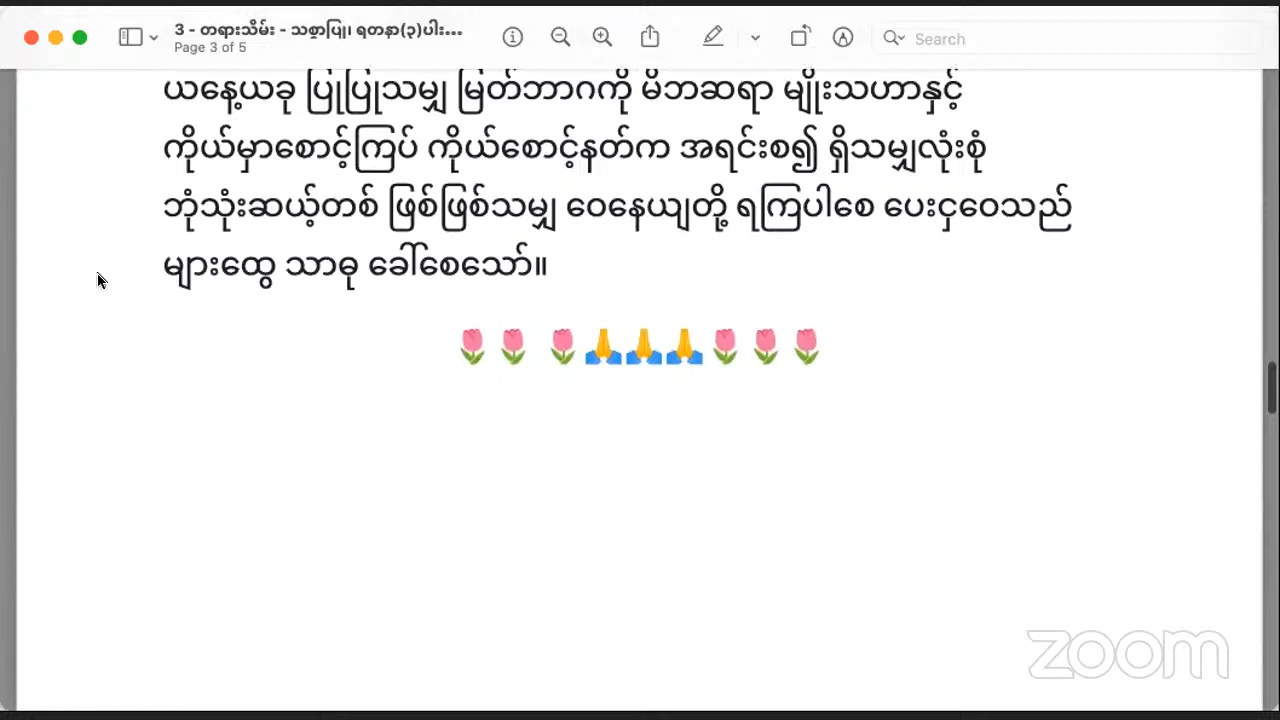 3 - တရားသိမ်း - သစ္စာပြု၊ ရတနာ(၃)ပါး...
Page 3 of 5
Search
ယနေ့ယခု ပြုပြုသမျှ မြတ်ဘာဂကို မိဘဆရာ မျိုးသဟာနှင့်
ကိုယ်မှာစောင့်ကြပ် ကိုယ်စောင့်နတ်က အရင်းစ၍ ရှိသမျှလုံးစုံ
ဘုံသုံးဆယ့်တစ် ဖြစ်ဖြစ်သမျှ ဝေနေယျတို့ ရကြပါစေ ပေးငှဝေသည်
များထွေ သာဓု ခေါ်စေသော်။
🌷🌷 🌷🙏🙏🙏🌷🌷🌷
zoom